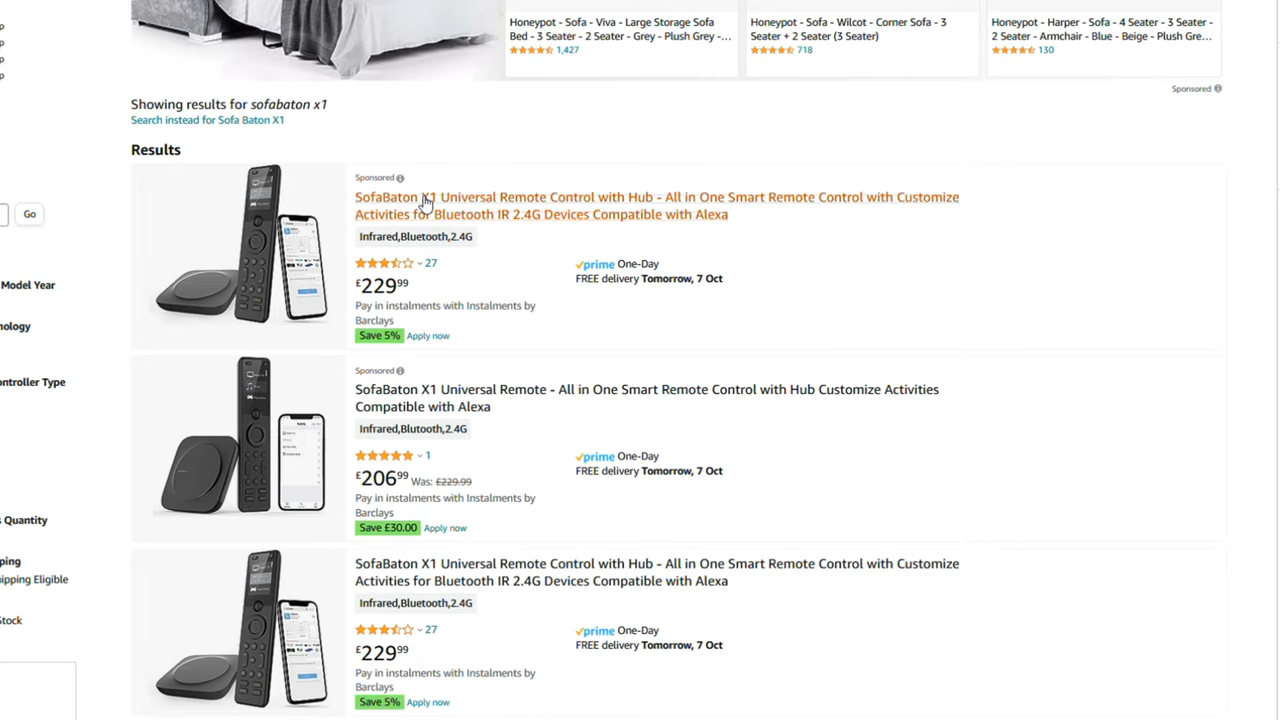 Honeypot - Sofa - Viva - Large Storage Sofa
Bed - 3 Seater - 2 Seater - Grey - Plush Grey -...
1,427
Honeypot - Sofa - Wilcot - Corner Sofa - 3
Seater + 2 Seater (3 Seater)
718
Honeypot - Harper - Sofa - 4 Seater - 3 Seater -
2 Seater - Armchair - Blue - Beige - Plush Gre...
130
Sponsored
Showing results for sofabaton x1
Search instead for Sofa Baton X1
Results
Go
Model Year
Sponsored
SofaBaton X1 Universal Remote Control with Hub - All in One Smart Remote Control with Customize
Activities for Bluetooth IR 2.4G Devices Compatible with Alexa
Infrared,Bluetooth,2.4G
27
£229.99
prime One-Day
FREE delivery Tomorrow, 7 Oct
Pay in instalments with Instalments by
Barclays
Save 5% Apply now
nology
ontroller Type
Sponsored
SofaBaton X1 Universal Remote - All in One Smart Remote Control with Hub Customize Activities
Compatible with Alexa
Infrared,Blutooth,2.4G
1
£206.99 Was: £229.99
prime One-Day
FREE delivery Tomorrow, 7 Oct
Pay in instalments with Instalments by
Barclays
Save £30.00 Apply now
s Quantity
ping
ipping Eligible
Stock
SofaBaton X1 Universal Remote Control with Hub - All in One Smart Remote Control with Customize
Activities for Bluetooth IR 2.4G Devices Compatible with Alexa
Infrared,Bluetooth,2.4G
27
£229.99
prime One-Day
FREE delivery Tomorrow, 7 Oct
Pay in instalments with Instalments by
Barclays
Save 5% Apply now